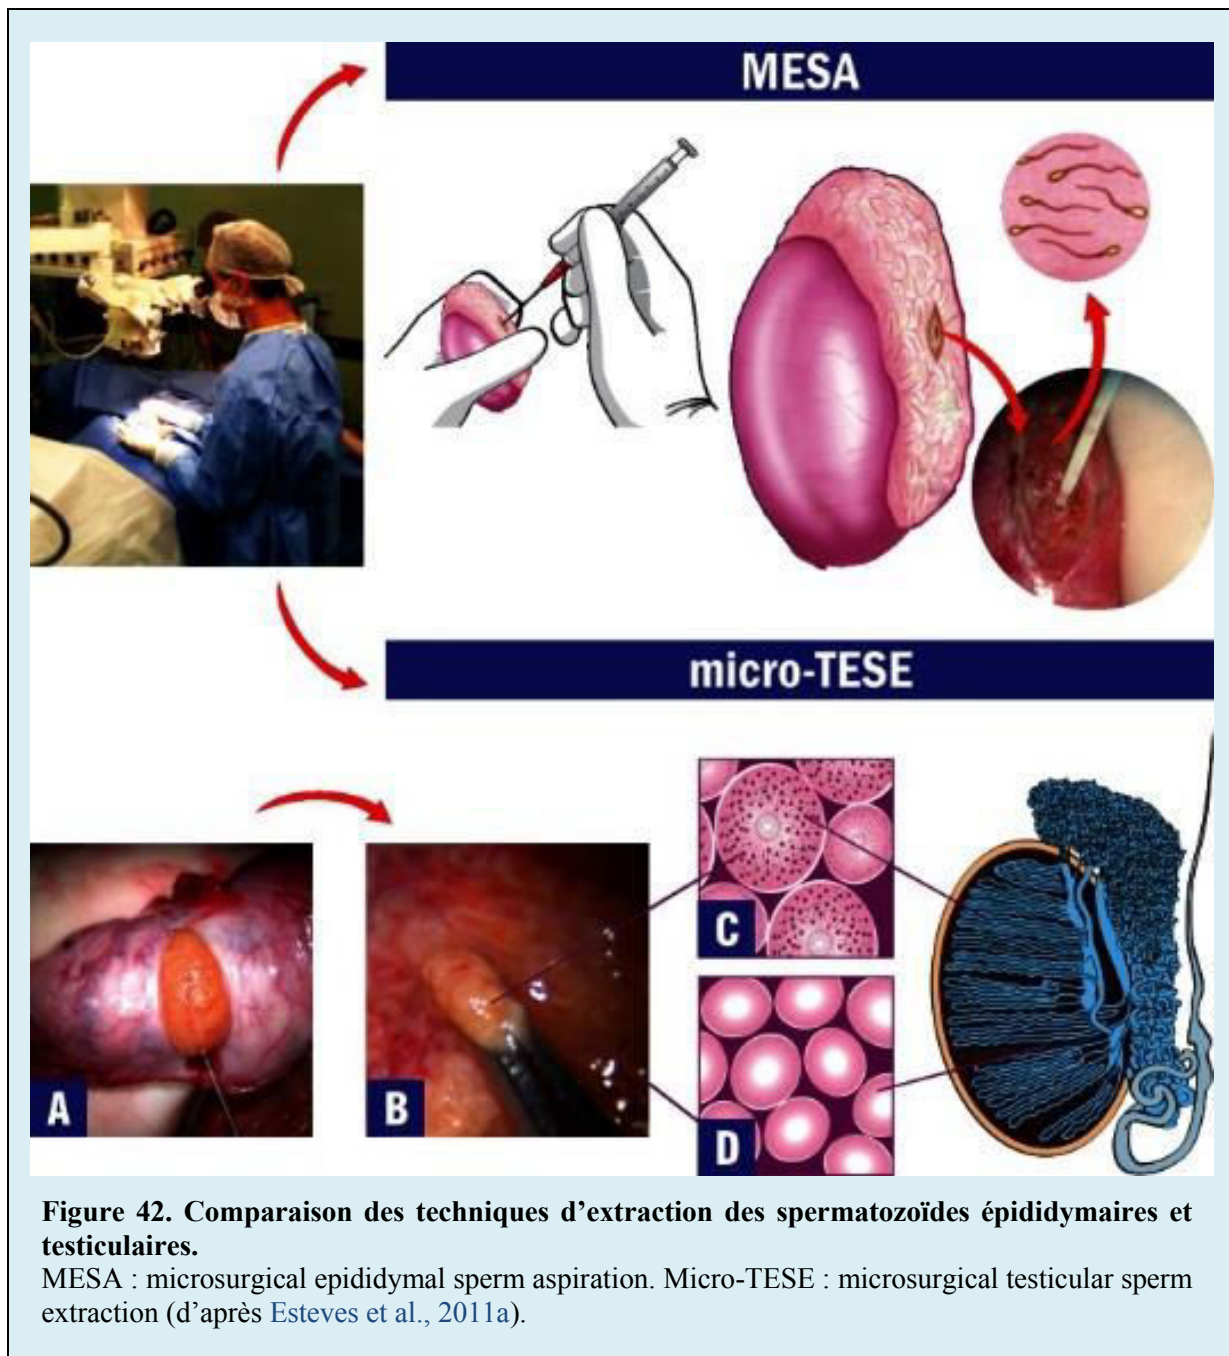 MESA
micro-TESE
A
B
C
D
Figure 42. Comparaison des techniques d’extraction des spermatozoïdes épididymaires et
testiculaires.
MESA : microsurgical epididymal sperm aspiration. Micro-TESE : microsurgical testicular sperm
extraction (d’après Esteves et al., 2011a).